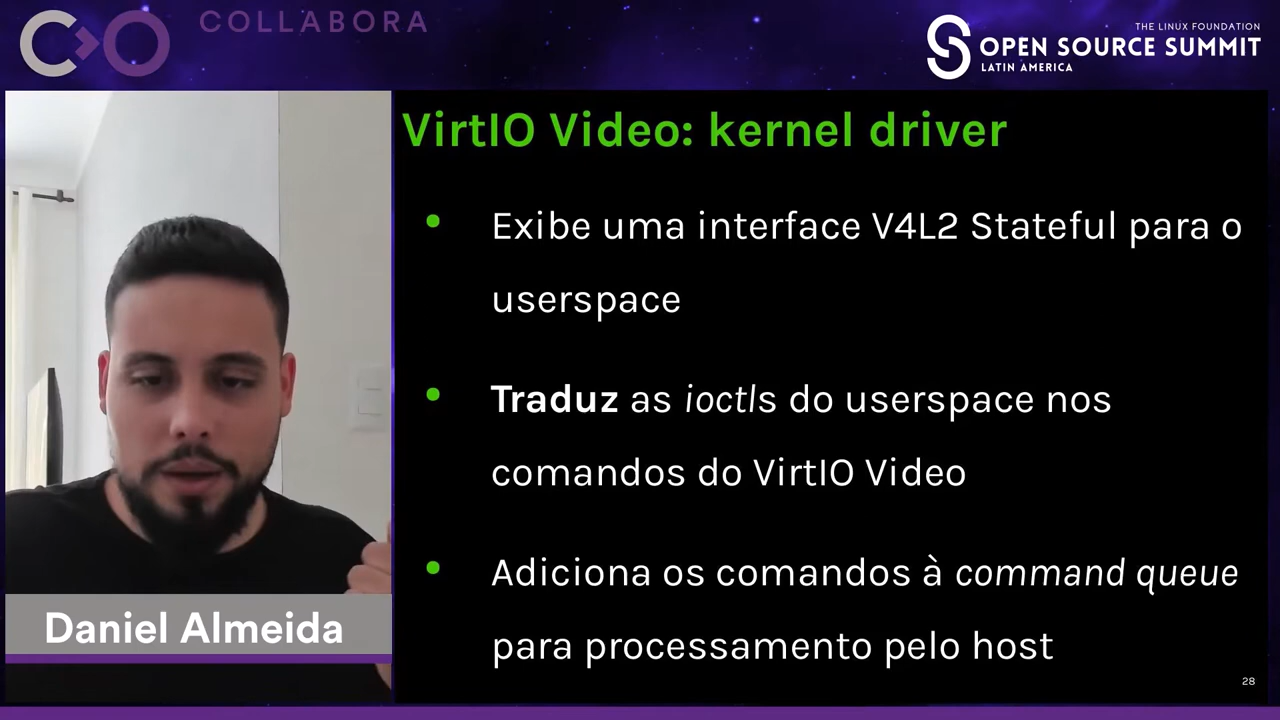 COLLABORA
THE LINUX FOUNDATION
OPEN SOURCE SUMMIT
LATIN AMERICA
VirtIO Video: kernel driver
• Exibe uma interface V4L2 Stateful para o
userspace
• Traduz as ioctls do userspace nos
comandos do VirtIO Video
• Adiciona os comandos à command queue
para processamento pelo host
Daniel Almeida
28